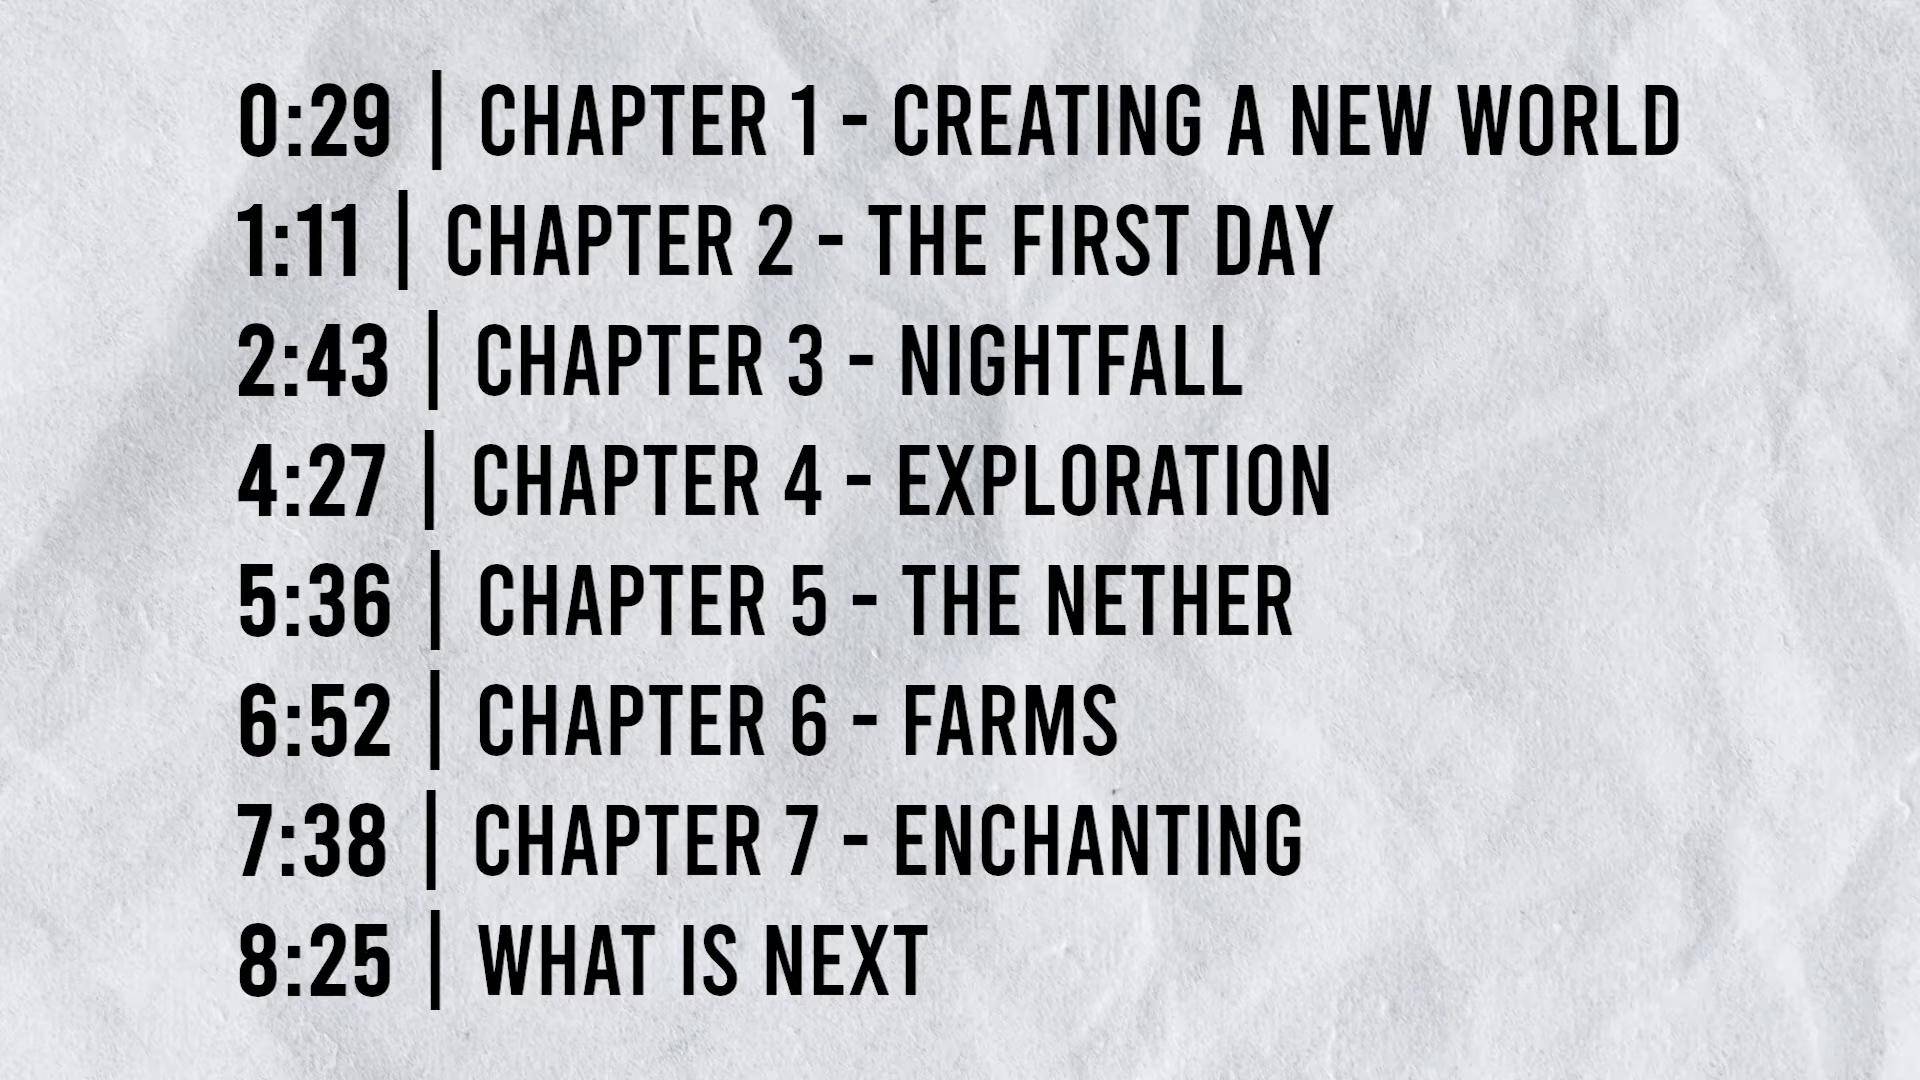 0:29 | CHAPTER 1 - CREATING A NEW WORLD
1:11 | CHAPTER 2 - THE FIRST DAY
2:43 | CHAPTER 3 - NIGHTFALL
4:27 | CHAPTER 4 - EXPLORATION
5:36 | CHAPTER 5 - THE NETHER
6:52 | CHAPTER 6 - FARMS
7:38 | CHAPTER 7 - ENCHANTING
8:25 | WHAT IS NEXT